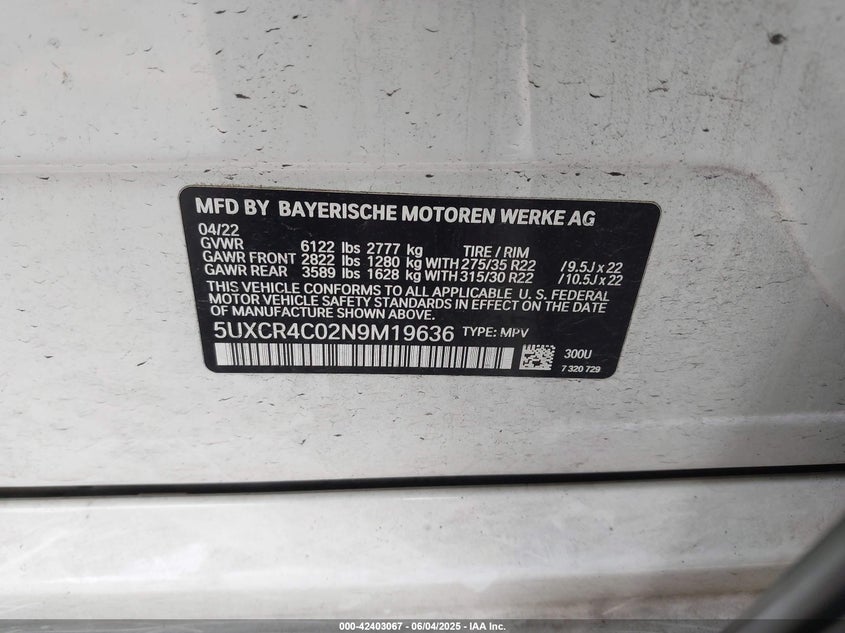 MFD BY BAYERISCHE MOTOREN WERKE AG
04/22
GVWR 6122 lbs 2777 kg TIRE / RIM
GAWR FRONT 2822 lbs 1280 kg WITH 275/35 R22 / 9.5J x 22
GAWR REAR 3589 lbs 1628 kg WITH 315/30 R22 / 10.5J x 22
THIS VEHICLE CONFORMS TO ALL APPLICABLE U. S. FEDERAL
MOTOR VEHICLE SAFETY STANDARDS IN EFFECT ON THE DATE
OF MANUFACTURE SHOWN ABOVE.
5UXCR4C02N9M19636 TYPE: MPV
300U
7 320 729
000-42403067 - 06/04/2025 - IAA Inc.